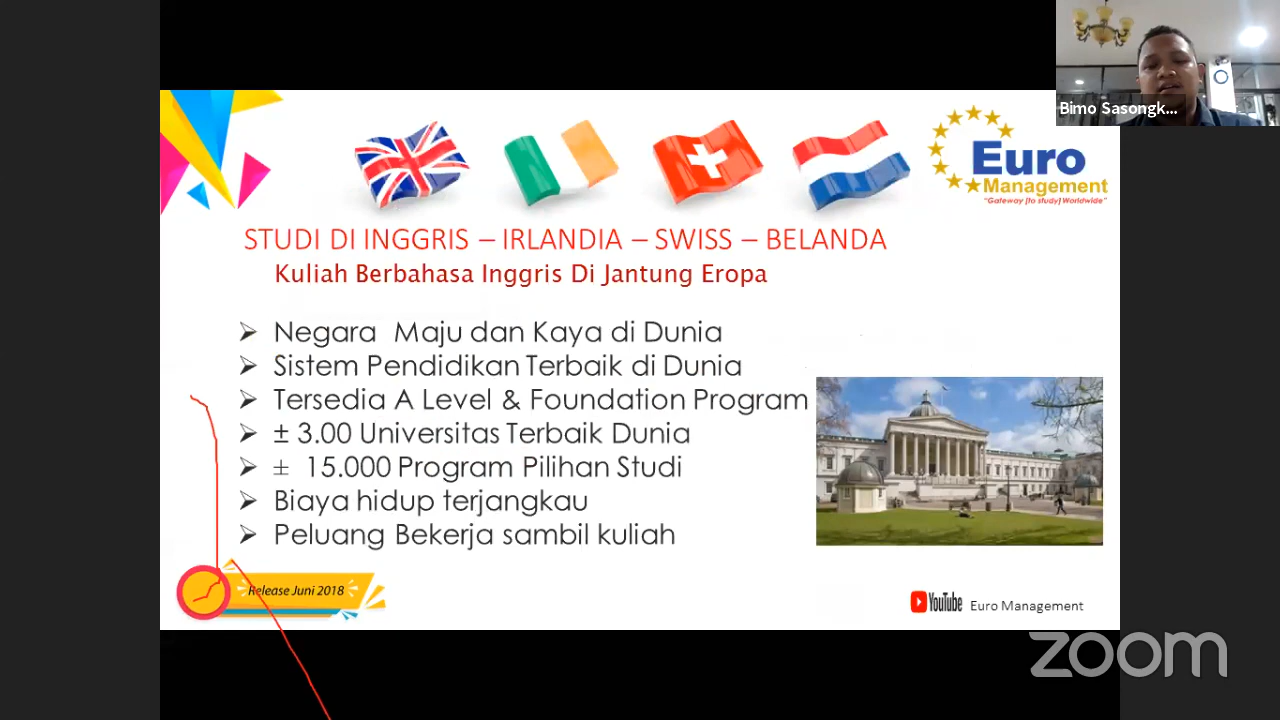 Bimo Sasongk...
Euro
Management
"Gateway [to study] Worldwide"
STUDI DI INGGRIS – IRLANDIA – SWISS – BELANDA
Kuliah Berbahasa Inggris Di Jantung Eropa
Negara Maju dan Kaya di Dunia
Sistem Pendidikan Terbaik di Dunia
Tersedia A Level & Foundation Program
± 3.00 Universitas Terbaik Dunia
± 15.000 Program Pilihan Studi
Biaya hidup terjangkau
Peluang Bekerja sambil kuliah
Release Juni 2018
YouTube Euro Management
zoom